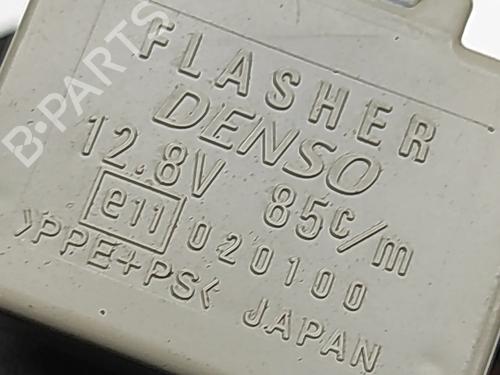 B-PARTS
FLASHER
DENSO
12.8V 85c/m
e11 020100
>PPE+PS< JAPAN